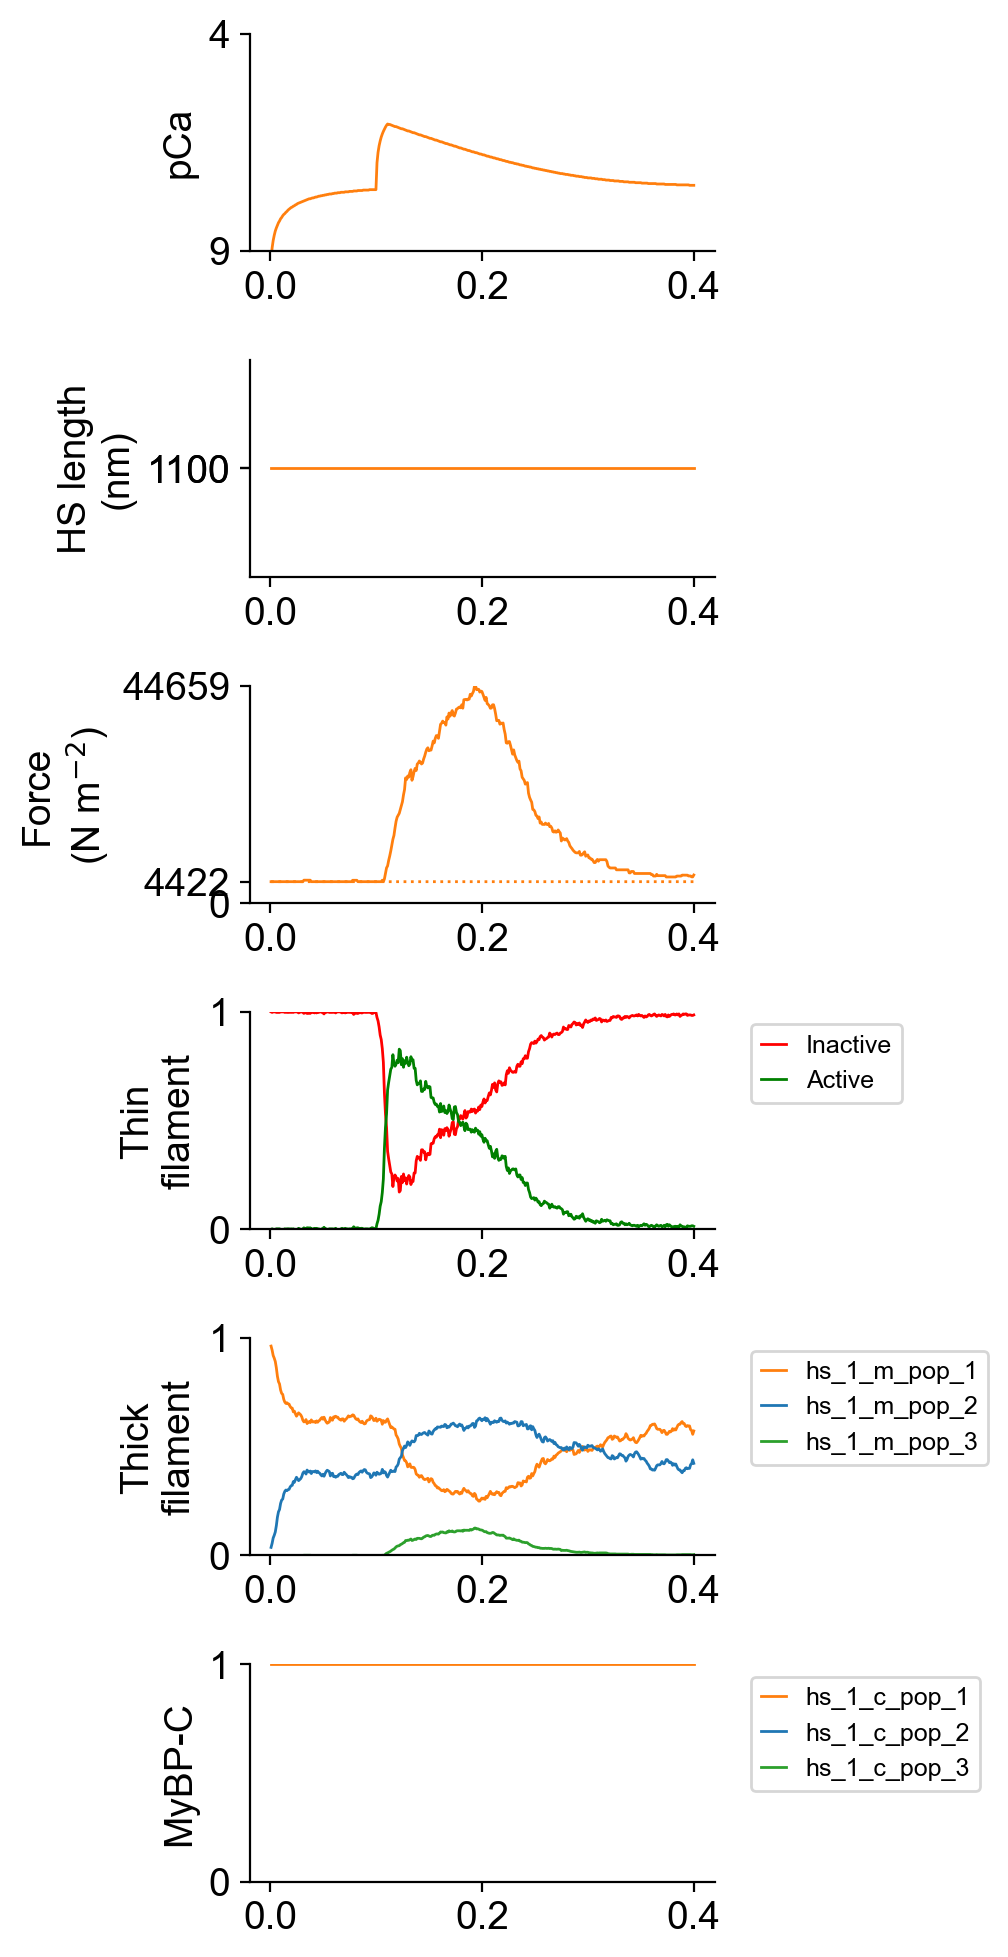 4
pCa
9
0.0 0.2 0.4
HS length
(nm)
1100
0.0 0.2 0.4
44659
Force
(N m−2)
4422
0
0.0 0.2 0.4
1
Thin
filament
0
0.0 0.2 0.4
Inactive
Active
1
Thick
filament
0
0.0 0.2 0.4
hs_1_m_pop_1
hs_1_m_pop_2
hs_1_m_pop_3
1
MyBP-C
0
0.0 0.2 0.4
hs_1_c_pop_1
hs_1_c_pop_2
hs_1_c_pop_3